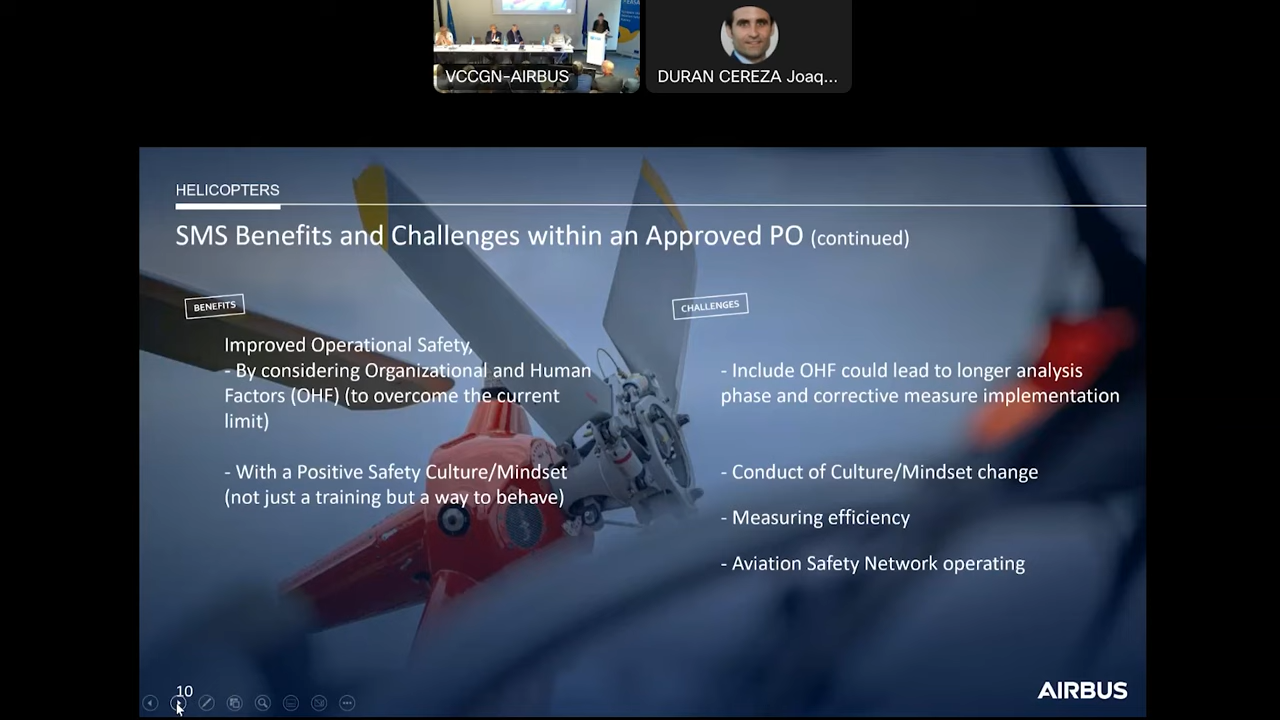 VCCGN-AIRBUS
DURAN CEREZA Joaq...
HELICOPTERS
SMS Benefits and Challenges within an Approved PO (continued)
BENEFITS
Improved Operational Safety,
- By considering Organizational and Human
Factors (OHF) (to overcome the current
limit)
- With a Positive Safety Culture/Mindset
(not just a training but a way to behave)
CHALLENGES
- Include OHF could lead to longer analysis
phase and corrective measure implementation
- Conduct of Culture/Mindset change
- Measuring efficiency
- Aviation Safety Network operating
10
AIRBUS